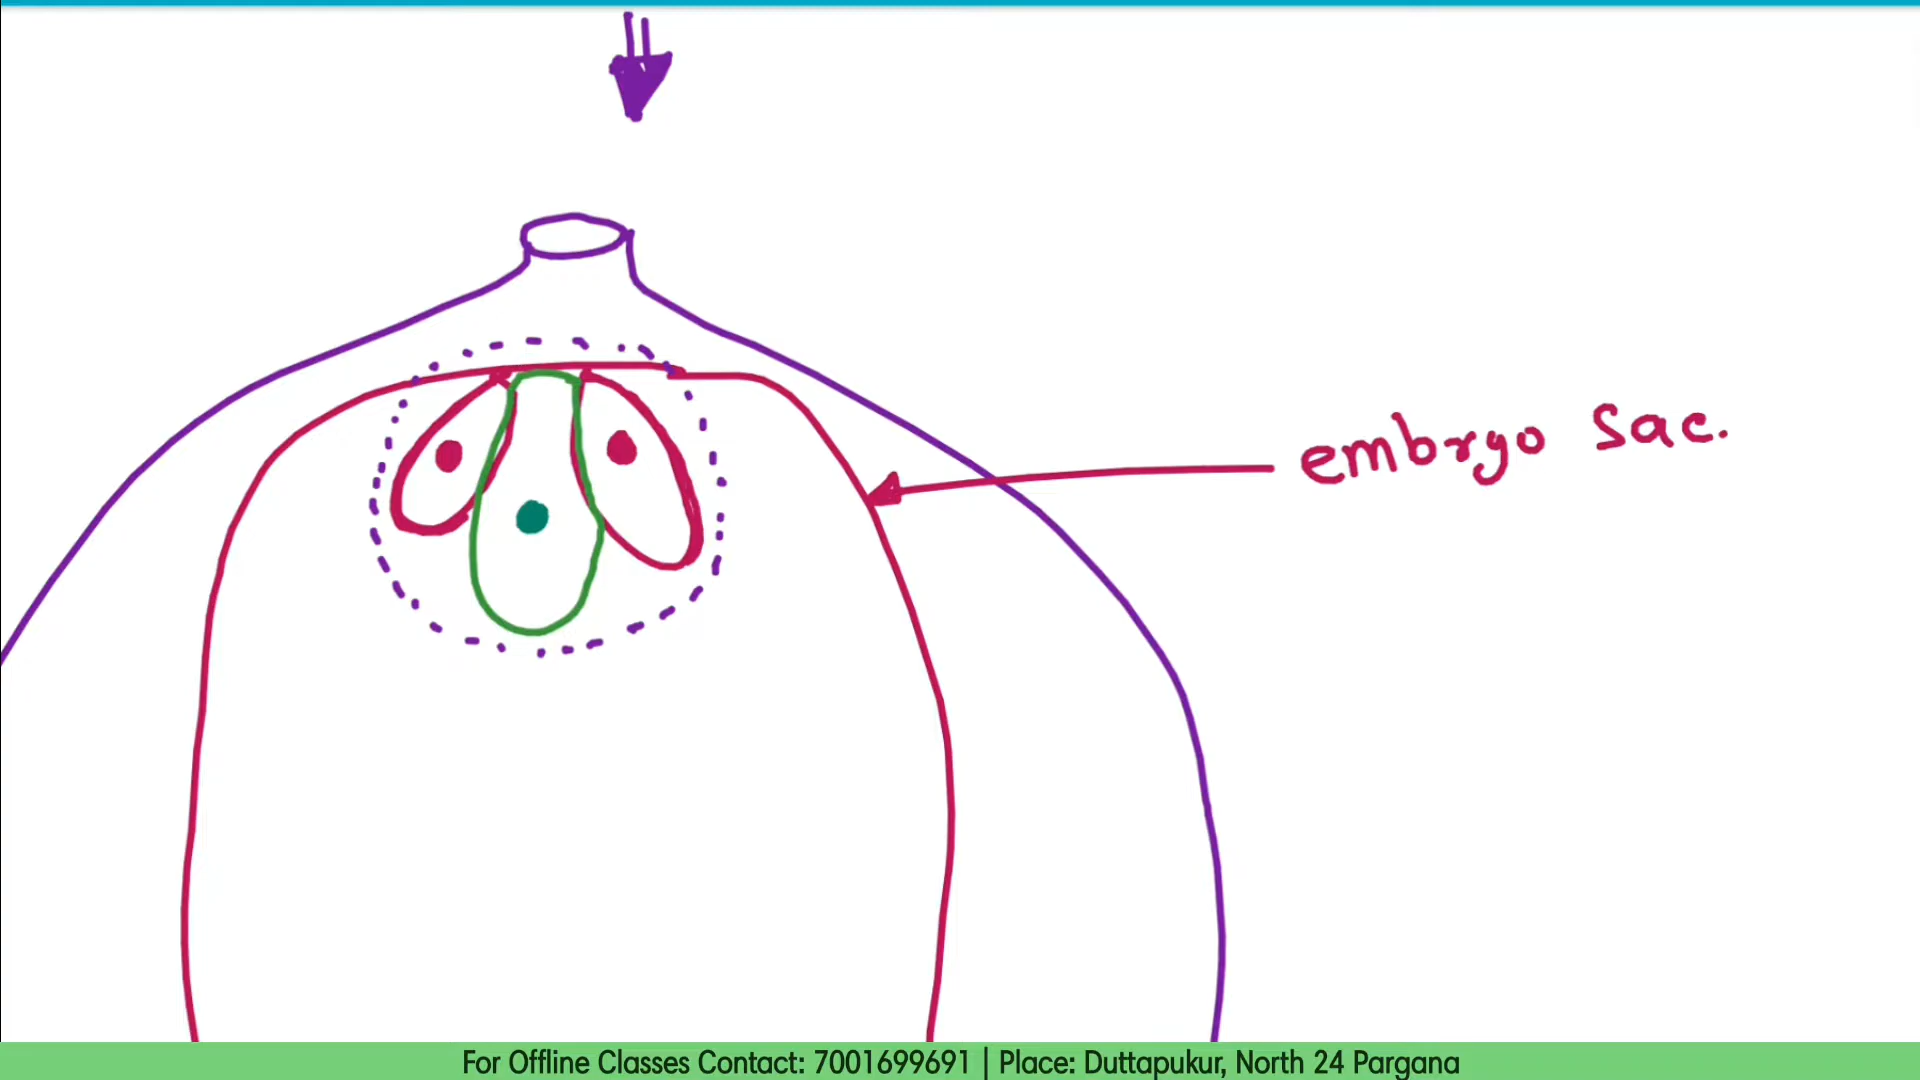 embryo sac.
For Offline Classes Contact: 7001699691 | Place: Duttapukur, North 24 Pargana